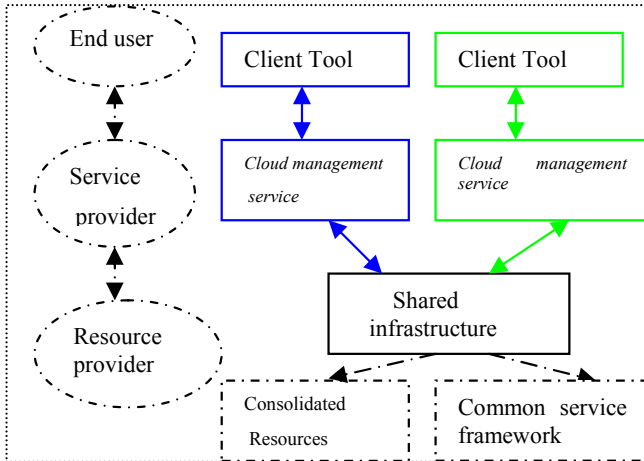 End user
Client Tool
Client Tool
Service
provider
Cloud management
service
Cloud management
service
Shared
infrastructure
Resource
provider
Consolidated
Resources
Common service
framework